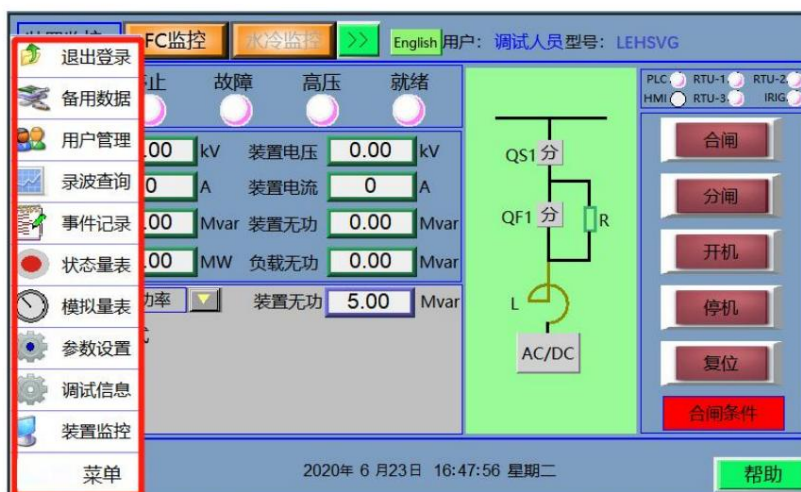 FC监控 水冷监控 >> English 用户：调试人员 型号：LEHSVG
退出登录
备用数据
用户管理
录波查询
事件记录
状态量表
模拟量表
参数设置
调试信息
装置监控
菜单
止 故障 高压 就绪
.00 kV 装置电压 0.00 kV
0 A 装置电流 0 A
.00 Mvar 装置无功 0.00 Mvar
.00 MW 负载无功 0.00 Mvar
功率 装置无功 5.00 Mvar
QS1 分
QF1 分 R
L
AC/DC
PLC RTU-1 RTU-2
HMI RTU-3 IRIG
合闸
分闸
开机
停机
复位
合闸条件
2020年 6月23日 16:47:56 星期二
帮助